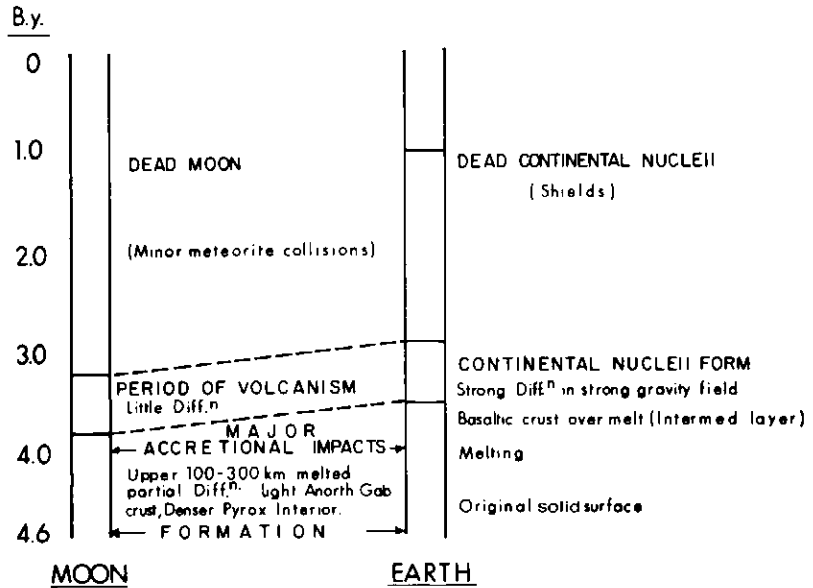 B.y.
0
1.0
2.0
3.0
4.0
4.6
DEAD MOON
(Minor meteorite collisions)
PERIOD OF VOLCANISM
Little Diff.n
MAJOR
ACCRETIONAL IMPACTS
Upper 100-300 km melted
partial Diff.n. light Anorth Gab
crust, Denser Pyrox Interior.
FORMATION
DEAD CONTINENTAL NUCLEII
(Shields)
CONTINENTAL NUCLEII FORM
Strong Diff.n in strong gravity field
Basaltic crust over melt (Intermed layer)
Melting
Original solid surface
MOON
EARTH